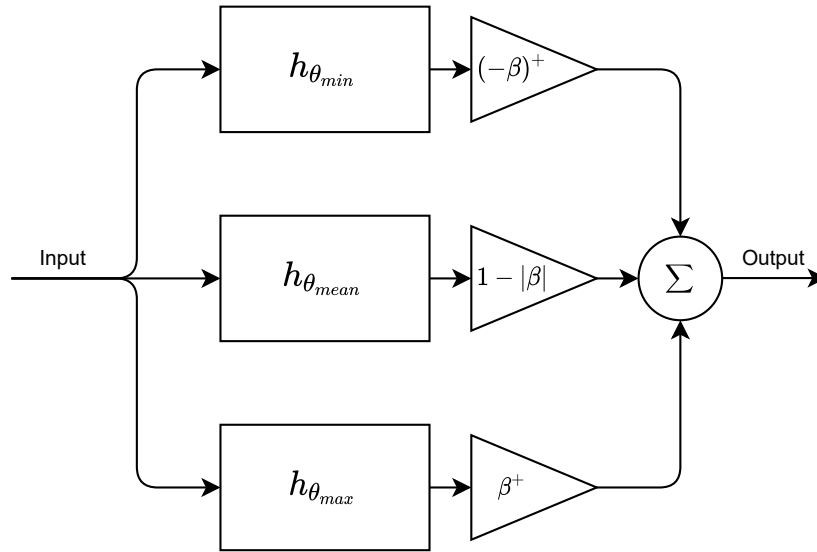 h_{θ_{min}}
(−β)^+
Input
h_{θ_{mean}}
1 − |β|
Σ
Output
h_{θ_{max}}
β^+